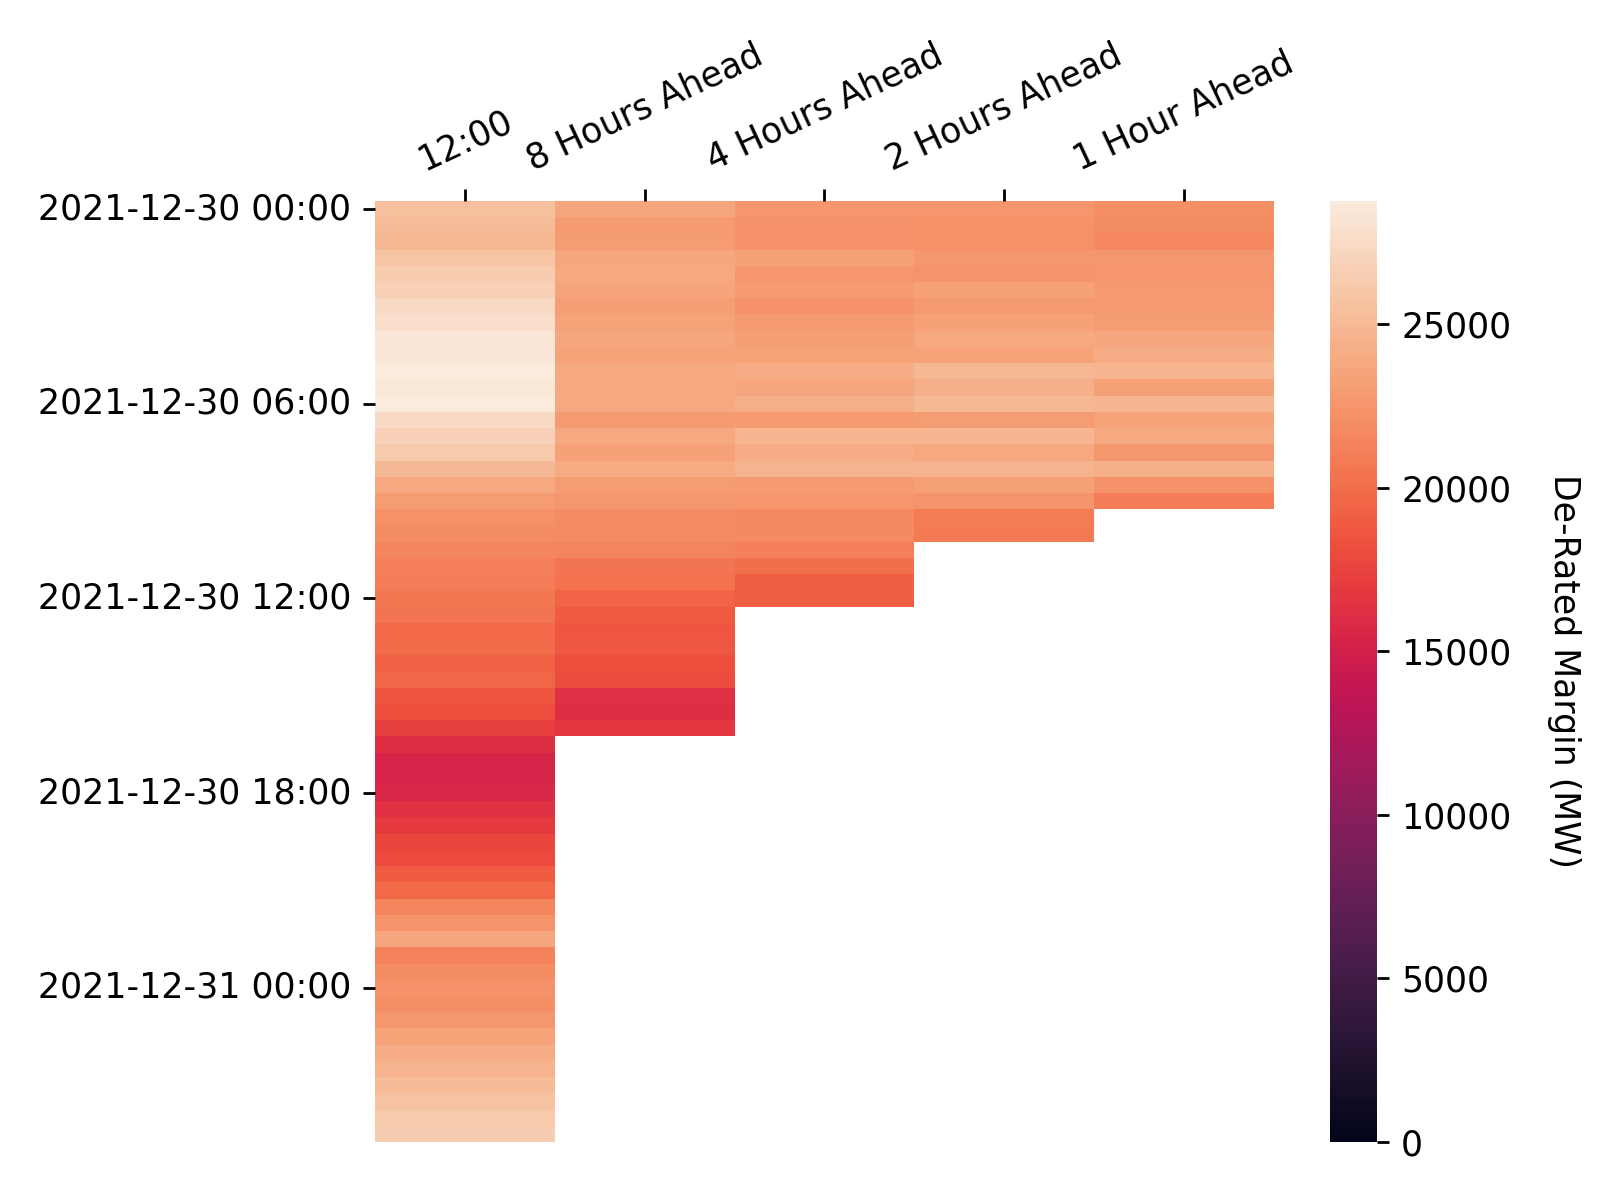 12:00
8 Hours Ahead
4 Hours Ahead
2 Hours Ahead
1 Hour Ahead
2021-12-30 00:00
2021-12-30 06:00
2021-12-30 12:00
2021-12-30 18:00
2021-12-31 00:00
25000
20000
15000
10000
5000
0
De-Rated Margin (MW)